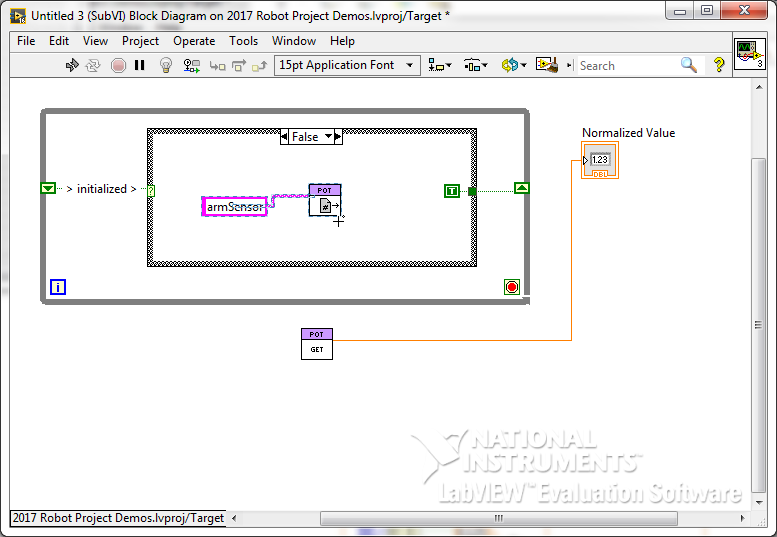 Untitled 3 (SubVI) Block Diagram on 2017 Robot Project Demos.lvproj/Target *
File Edit View Project Operate Tools Window Help
15pt Application Font
Search
?
3
False
Normalized Value
1.23
DBL
> initialized >
?
POT
T
armSensor
#
i
POT
GET
NATIONAL
INSTRUMENTS™
LabVIEW™ Evaluation Software
2017 Robot Project Demos.lvproj/Target